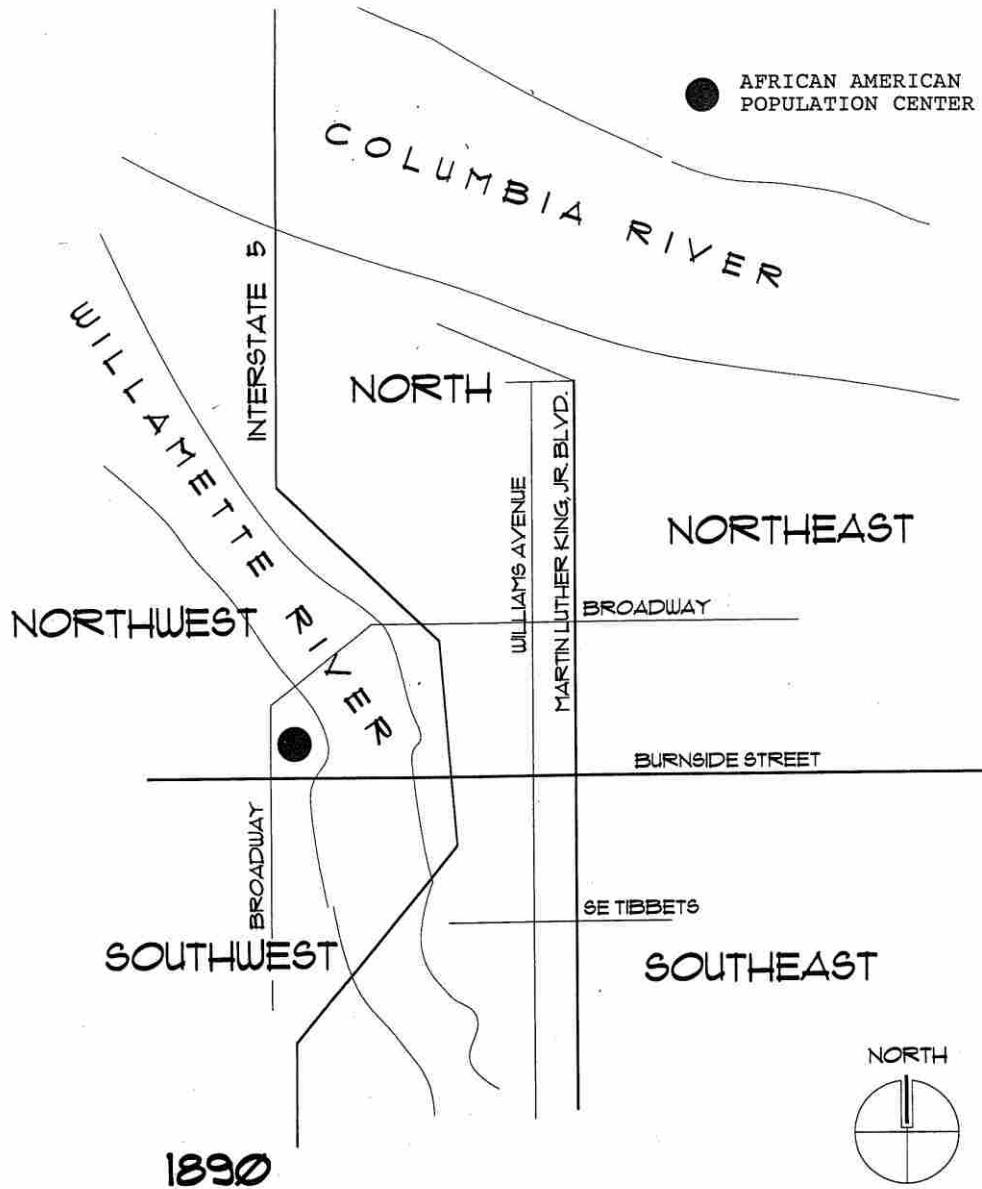 AFRICAN AMERICAN
POPULATION CENTER
COLUMBIA RIVER
INTERSTATE 5
WILLAMETTE RIVER
NORTH
WILLIAMS AVENUE
MARTIN LUTHER KING, JR. BLVD.
NORTHEAST
NORTHWEST
BROADWAY
BURNSIDE STREET
BROADWAY
SE TIBBETS
SOUTHWEST
SOUTHEAST
NORTH
1890